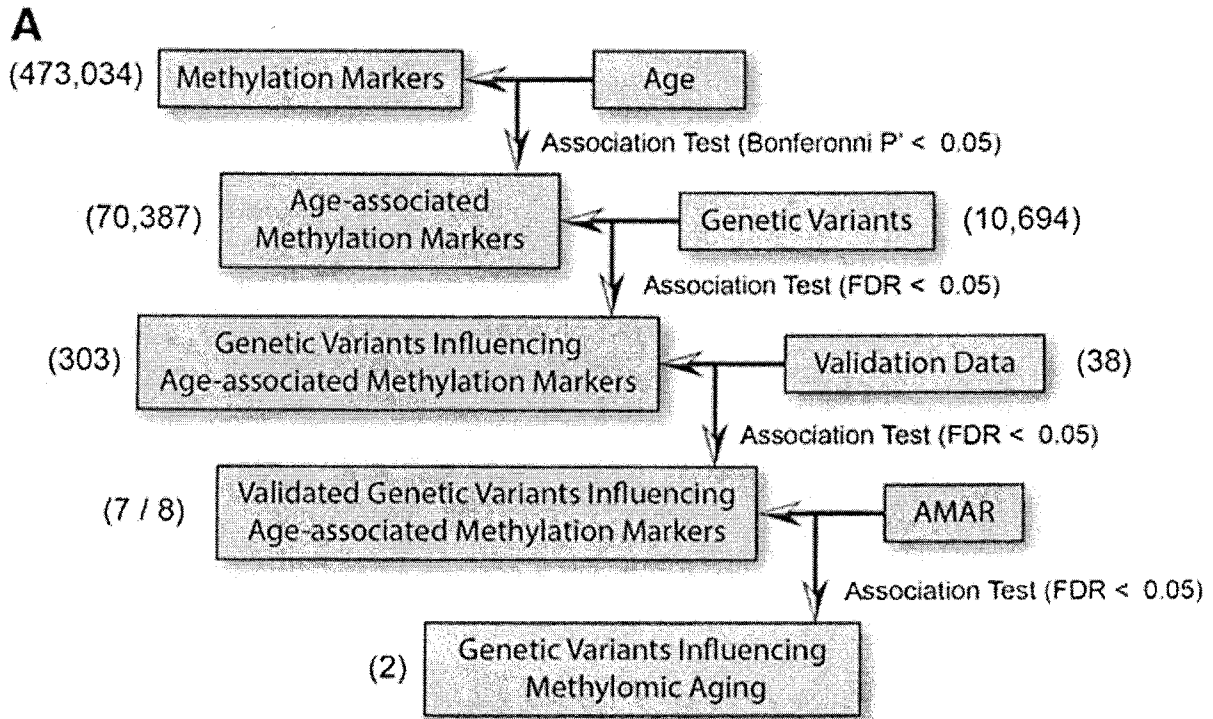 A
(473,034) Methylation Markers Age
Association Test (Bonferonni P' < 0.05)
(70,387) Age-associated
Methylation Markers
Genetic Variants (10,694)
Association Test (FDR < 0.05)
(303) Genetic Variants Influencing
Age-associated Methylation Markers
Validation Data (38)
Association Test (FDR < 0.05)
(7 / 8) Validated Genetic Variants Influencing
Age-associated Methylation Markers
AMAR
Association Test (FDR < 0.05)
(2) Genetic Variants Influencing
Methylomic Aging